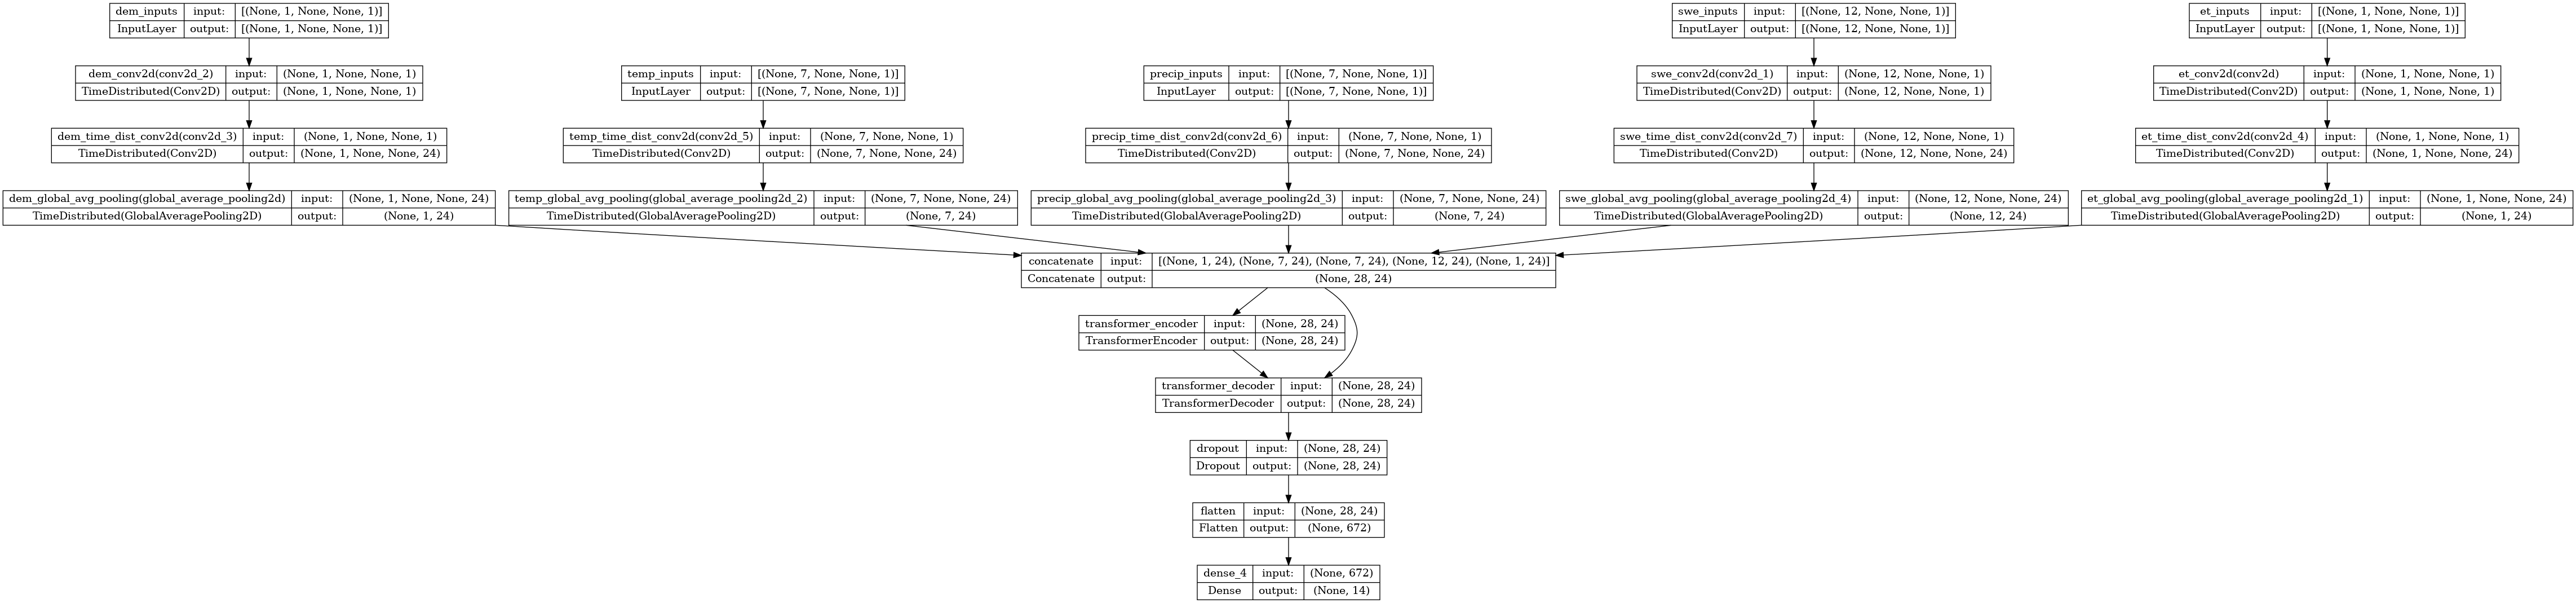 dem_inputs input: [(None, 1, None, None, 1)]
InputLayer output: [(None, 1, None, None, 1)]
swe_inputs input: [(None, 12, None, None, 1)]
InputLayer output: [(None, 12, None, None, 1)]
et_inputs input: [(None, 1, None, None, 1)]
InputLayer output: [(None, 1, None, None, 1)]
dem_conv2d(conv2d_2) input: (None, 1, None, None, 1)
TimeDistributed(Conv2D) output: (None, 1, None, None, 1)
temp_inputs input: [(None, 7, None, None, 1)]
InputLayer output: [(None, 7, None, None, 1)]
precip_inputs input: [(None, 7, None, None, 1)]
InputLayer output: [(None, 7, None, None, 1)]
swe_conv2d(conv2d_1) input: (None, 12, None, None, 1)
TimeDistributed(Conv2D) output: (None, 12, None, None, 1)
et_conv2d(conv2d) input: (None, 1, None, None, 1)
TimeDistributed(Conv2D) output: (None, 1, None, None, 1)
dem_time_dist_conv2d(conv2d_3) input: (None, 1, None, None, 1)
TimeDistributed(Conv2D) output: (None, 1, None, None, 24)
temp_time_dist_conv2d(conv2d_5) input: (None, 7, None, None, 1)
TimeDistributed(Conv2D) output: (None, 7, None, None, 24)
precip_time_dist_conv2d(conv2d_6) input: (None, 7, None, None, 1)
TimeDistributed(Conv2D) output: (None, 7, None, None, 24)
swe_time_dist_conv2d(conv2d_7) input: (None, 12, None, None, 1)
TimeDistributed(Conv2D) output: (None, 12, None, None, 24)
et_time_dist_conv2d(conv2d_4) input: (None, 1, None, None, 1)
TimeDistributed(Conv2D) output: (None, 1, None, None, 24)
dem_global_avg_pooling(global_average_pooling2d) input: (None, 1, None, None, 24)
TimeDistributed(GlobalAveragePooling2D) output: (None, 1, 24)
temp_global_avg_pooling(global_average_pooling2d_2) input: (None, 7, None, None, 24)
TimeDistributed(GlobalAveragePooling2D) output: (None, 7, 24)
precip_global_avg_pooling(global_average_pooling2d_3) input: (None, 7, None, None, 24)
TimeDistributed(GlobalAveragePooling2D) output: (None, 7, 24)
swe_global_avg_pooling(global_average_pooling2d_4) input: (None, 12, None, None, 24)
TimeDistributed(GlobalAveragePooling2D) output: (None, 12, 24)
et_global_avg_pooling(global_average_pooling2d_1) input: (None, 1, None, None, 24)
TimeDistributed(GlobalAveragePooling2D) output: (None, 1, 24)
concatenate input: [(None, 1, 24), (None, 7, 24), (None, 7, 24), (None, 12, 24), (None, 1, 24)]
Concatenate output: (None, 28, 24)
transformer_encoder input: (None, 28, 24)
TransformerEncoder output: (None, 28, 24)
transformer_decoder input: (None, 28, 24)
TransformerDecoder output: (None, 28, 24)
dropout input: (None, 28, 24)
Dropout output: (None, 28, 24)
flatten input: (None, 28, 24)
Flatten output: (None, 672)
dense_4 input: (None, 672)
Dense output: (None, 14)